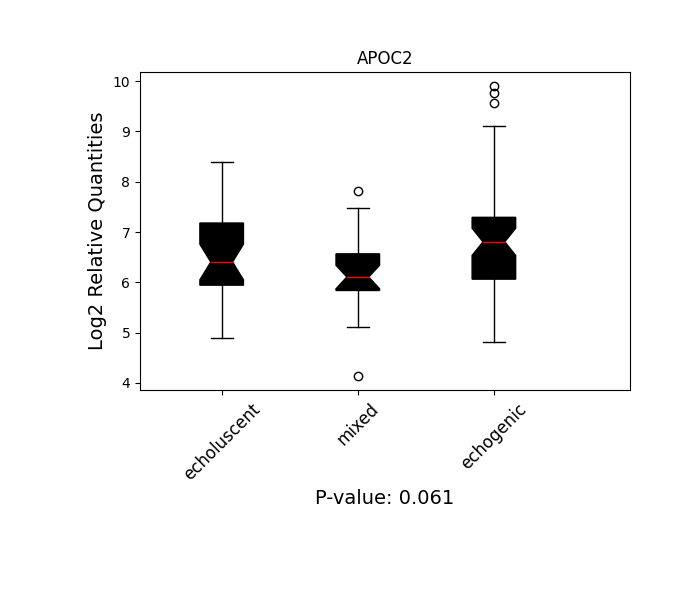 APOC2
Log2 Relative Quantities
10
9
8
7
6
5
4
echoluscent
mixed
echogenic
P-value: 0.061